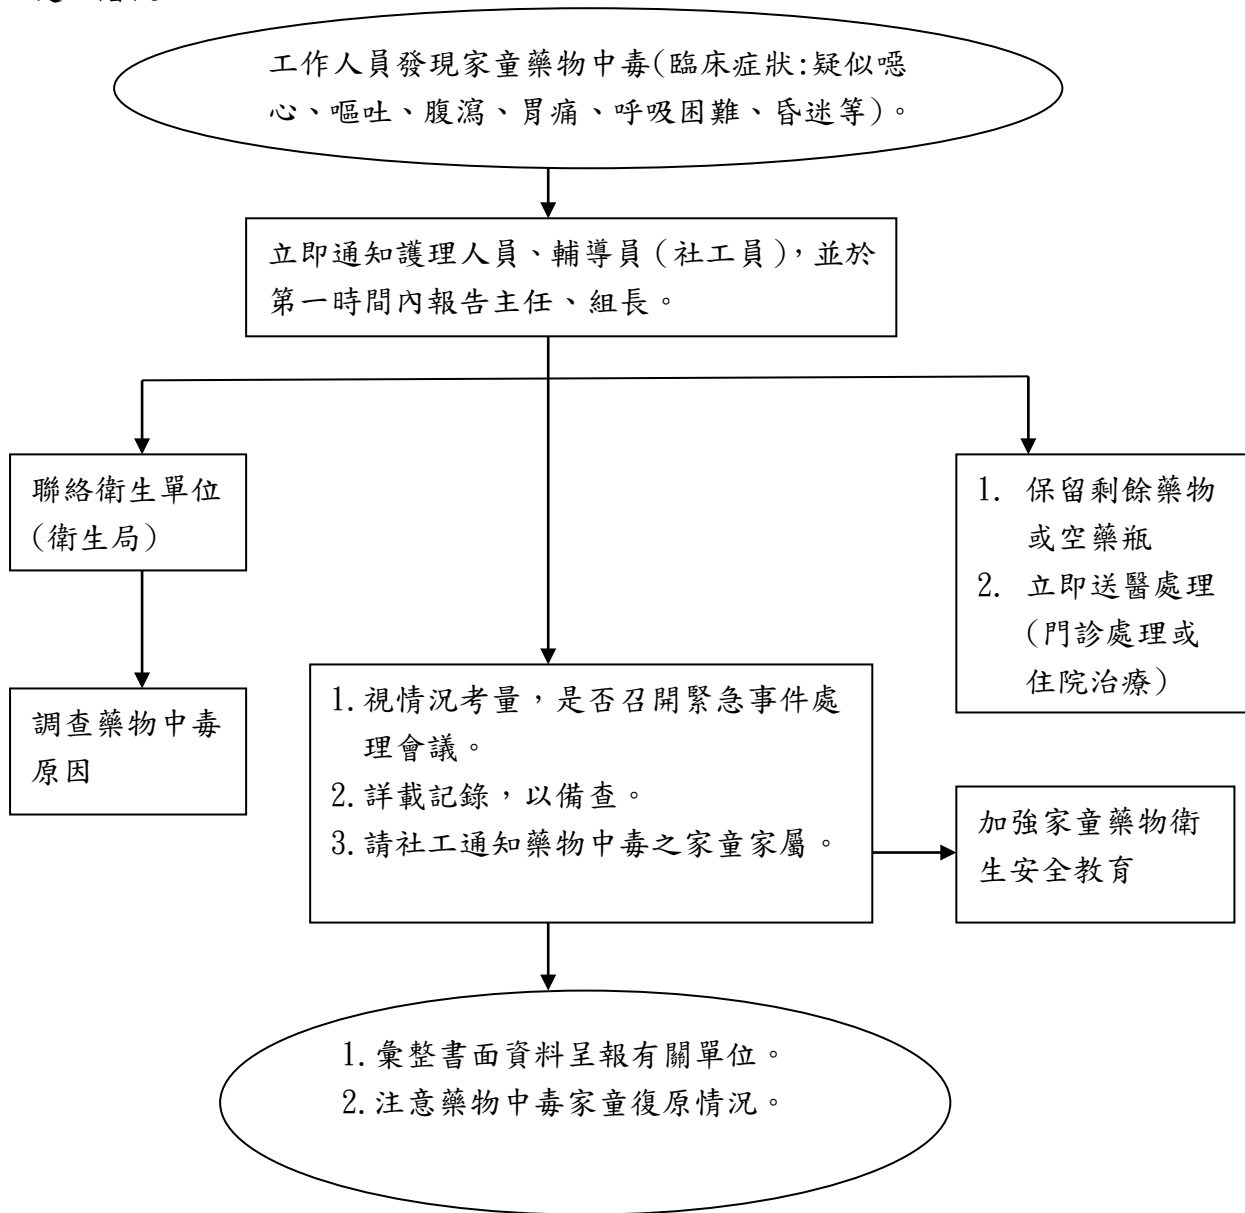 工作人員發現家童藥物中毒(臨床症狀:疑似噁
心、嘔吐、腹瀉、胃痛、呼吸困難、昏迷等)。
立即通知護理人員、輔導員(社工員),並於
第一時間內報告主任、組長。
聯絡衛生單位
(衛生局)
調查藥物中毒
原因
1. 視情況考量,是否召開緊急事件處
理會議。
2. 詳載記錄,以備查。
3. 請社工通知藥物中毒之家童家屬。
1. 保留剩餘藥物
或空藥瓶
2. 立即送醫處理
(門診處理或
住院治療)
加強家童藥物衛
生安全教育
1. 彙整書面資料呈報有關單位。
2. 注意藥物中毒家童復原情況。